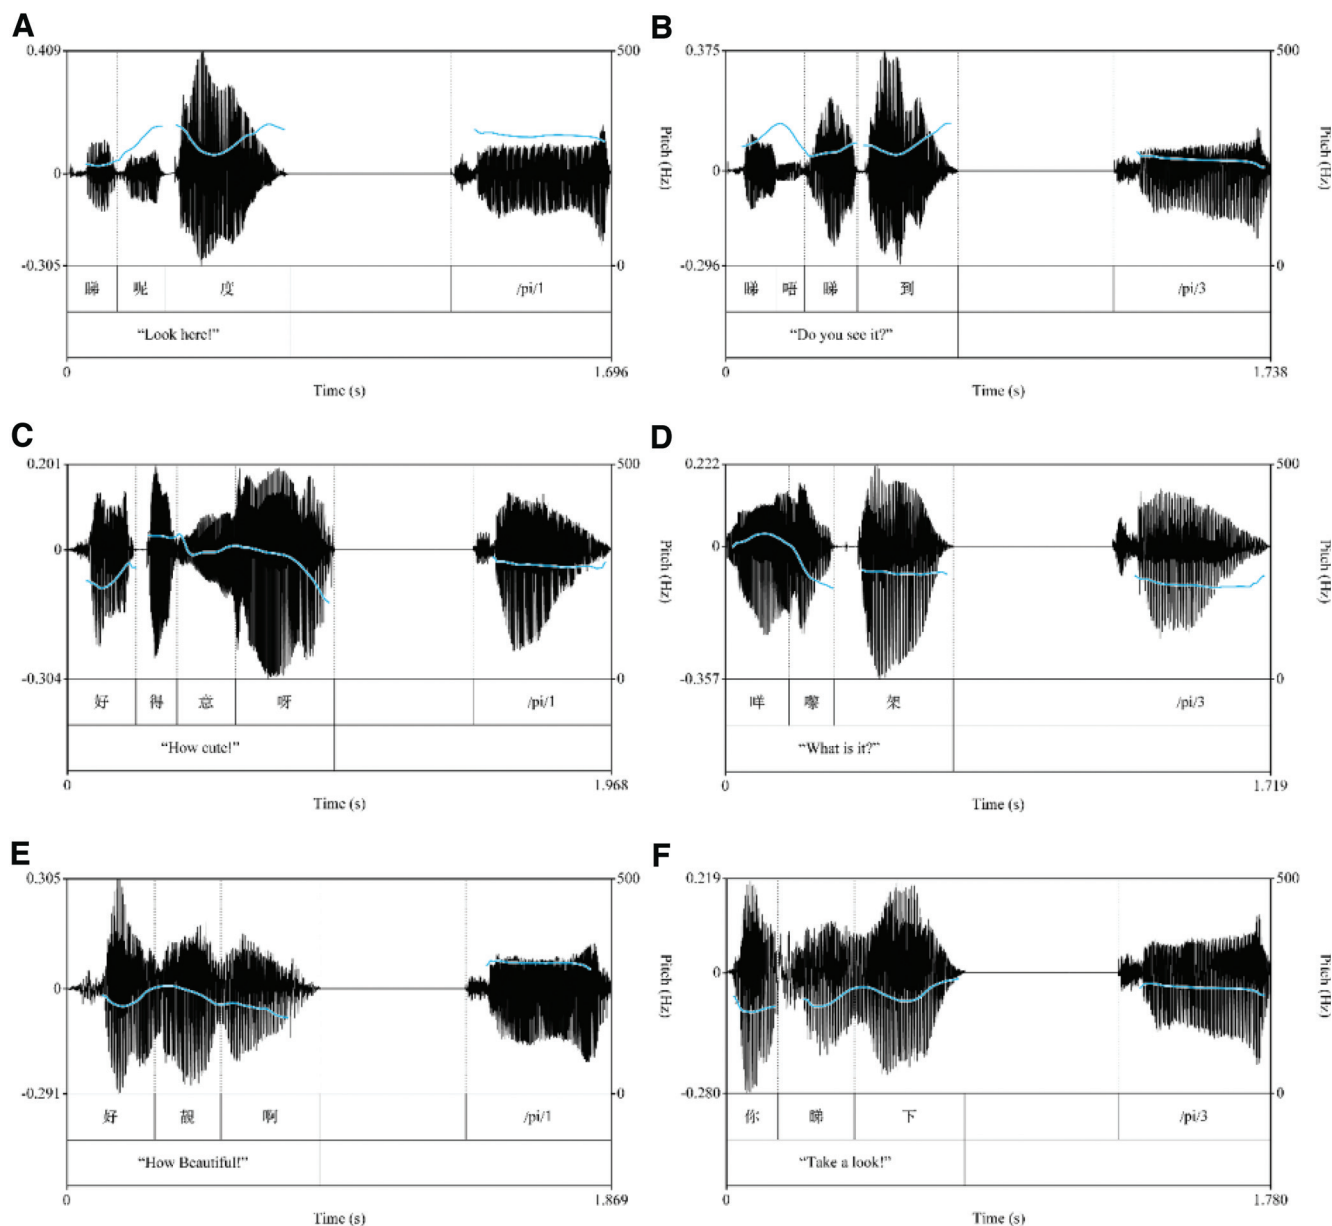 A
0.409
500
Pitch (Hz)
0
-0.305
0
睇 呢 度 /pi/1
“Look here!”
0
1.696
Time (s)
B
0.375
500
Pitch (Hz)
0
-0.296
0
睇 唔 睇 到 /pi/3
“Do you see it?”
0
1.738
Time (s)
C
0.201
500
Pitch (Hz)
0
-0.304
0
好 得 意 呀 /pi/1
“How cute!”
0
1.968
Time (s)
D
0.222
500
Pitch (Hz)
0
-0.357
0
咩 嚟 架 /pi/3
“What is it?”
0
1.719
Time (s)
E
0.305
500
Pitch (Hz)
0
-0.291
0
好 靚 啊 /pi/1
“How Beautiful!”
0
1.869
Time (s)
F
0.219
500
Pitch (Hz)
0
-0.280
0
你 睇 下 /pi/3
“Take a look!”
0
1.780
Time (s)